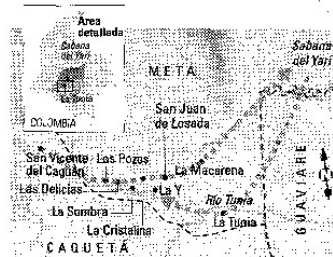 Área
detallada
Sabana
del Yarí
La Tunia
COLOMBIA
META
Sabana
del Yarí
San Juan
de Losada
San Vicente
del Caguán
Los Pozos
La Macarena
Las Delicias
La Y
Río Tunia
La Sombra
La Tunia
La Cristalina
CAQUETÁ
GUAVIARE